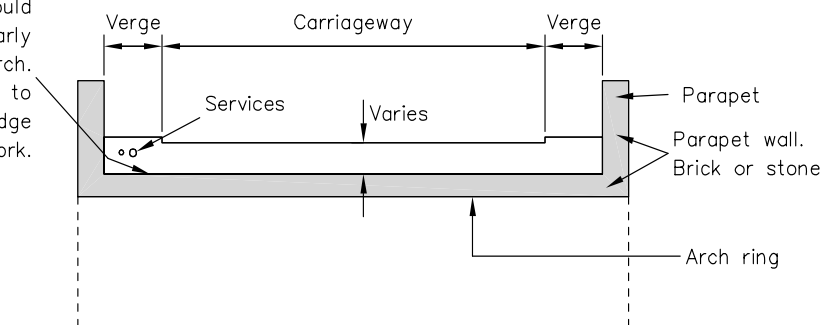 ould
arly
rch.
to
dge
ork.
Verge
Carriageway
Verge
Services
Varies
Parapet
Parapet wall.
Brick or stone
Arch ring